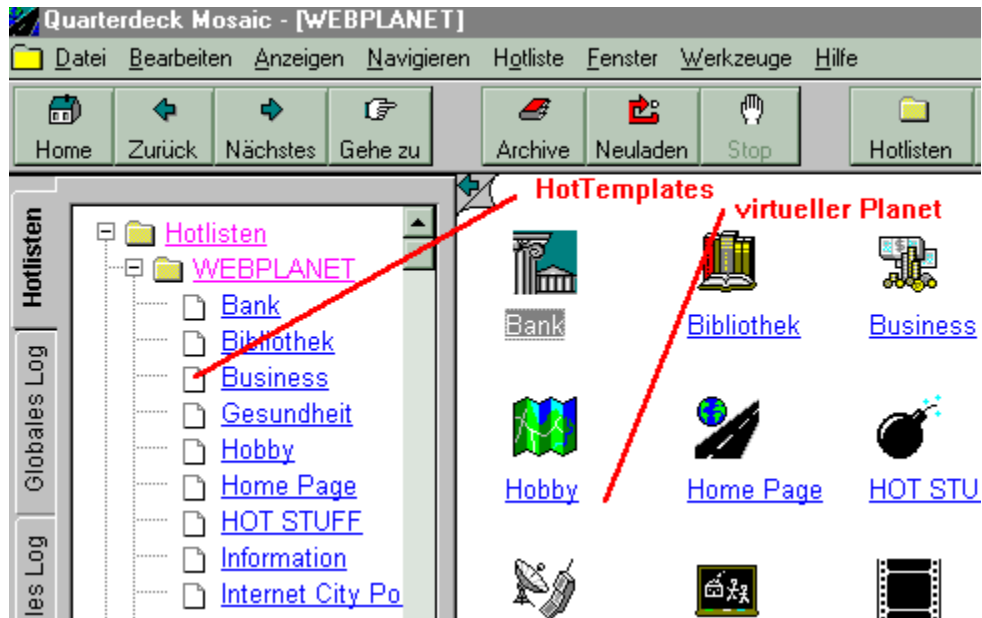 Quarterdeck Mosaic - [WEBPLANET]
Datei Bearbeiten Anzeigen Navigieren Hotliste Fenster Werkzeuge Hilfe
Home Zurück Nächstes Gehe zu Archive Neuladen Stop Hotlisten
HotTemplates
virtueller Planet
Hotlisten
Globales Log
les Log
Hotlisten
WEBPLANET
Bank
Bibliothek
Business
Gesundheit
Hobby
Home Page
HOT STUFF
Information
Internet City Po
Bank Bibliothek Business
Hobby Home Page HOT STU